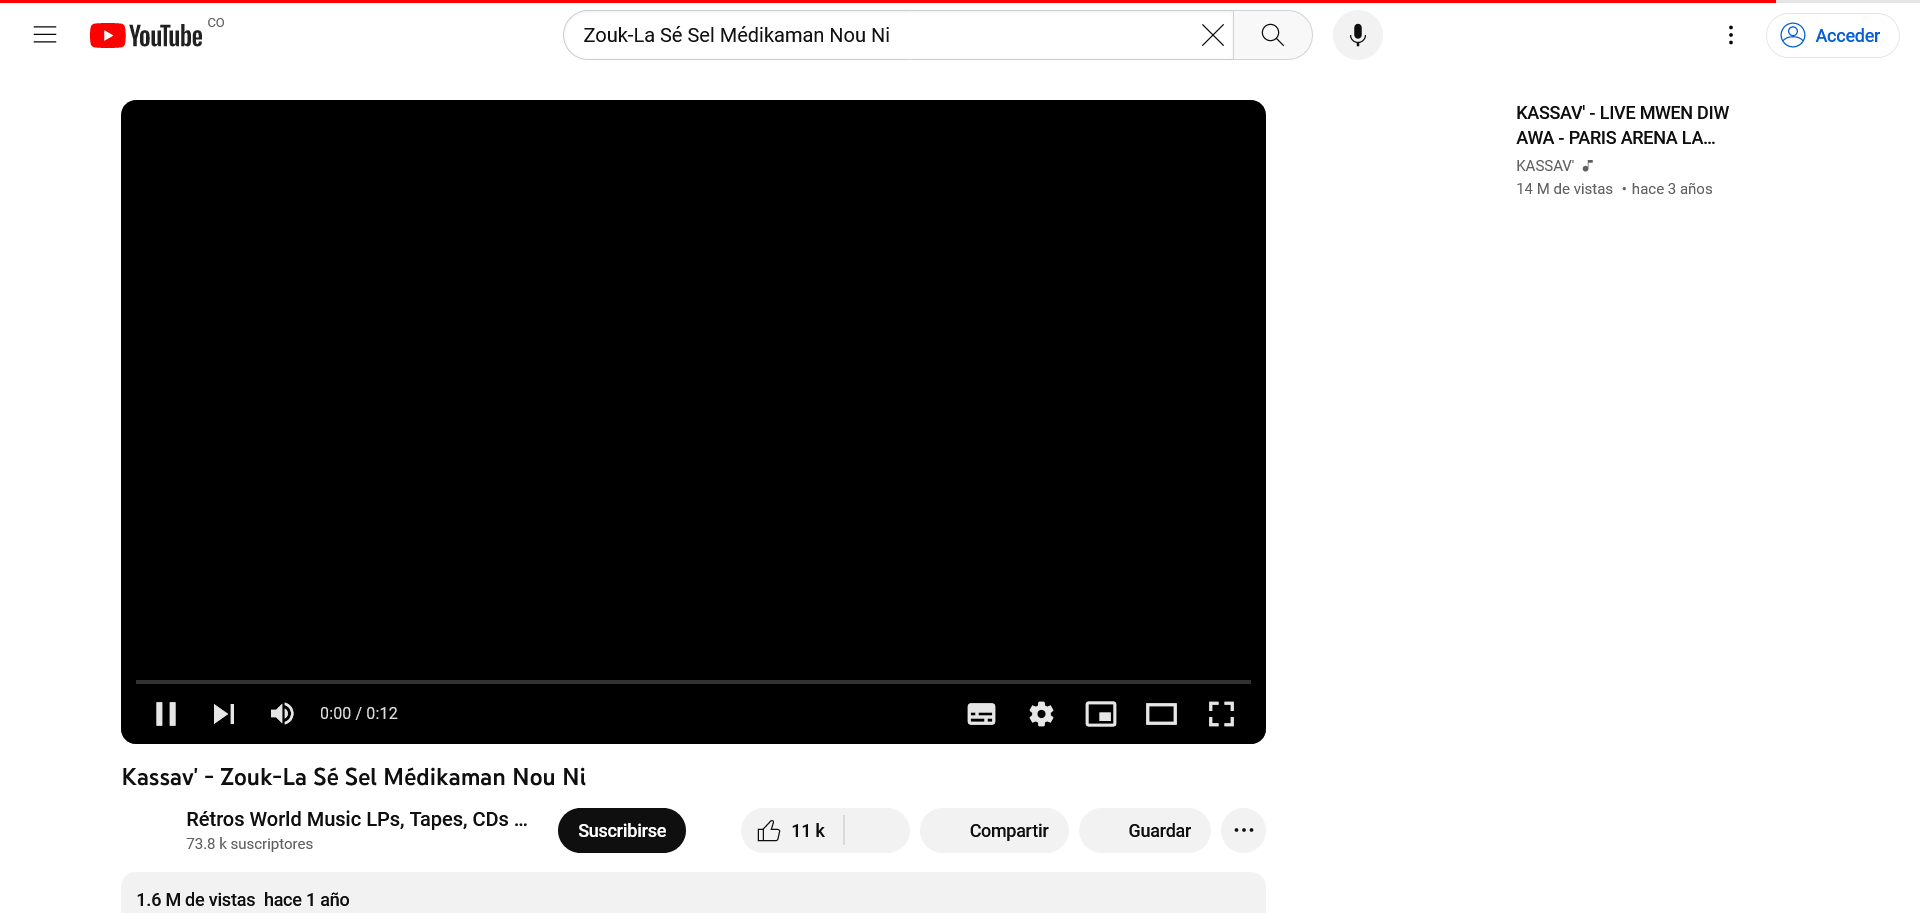 YouTube CO
Zouk-La Sé Sel Médikaman Nou Ni
Acceder
KASSAV' - LIVE MWEN DIW
AWA - PARIS ARENA LA...
KASSAV'
14 M de vistas • hace 3 años
0:00 / 0:12
Kassav' - Zouk-La Sé Sel Médikaman Nou Ni
Rétros World Music LPs, Tapes, CDs ...
73.8 k suscriptores
Suscribirse
11 k
Compartir
Guardar
1.6 M de vistas hace 1 año